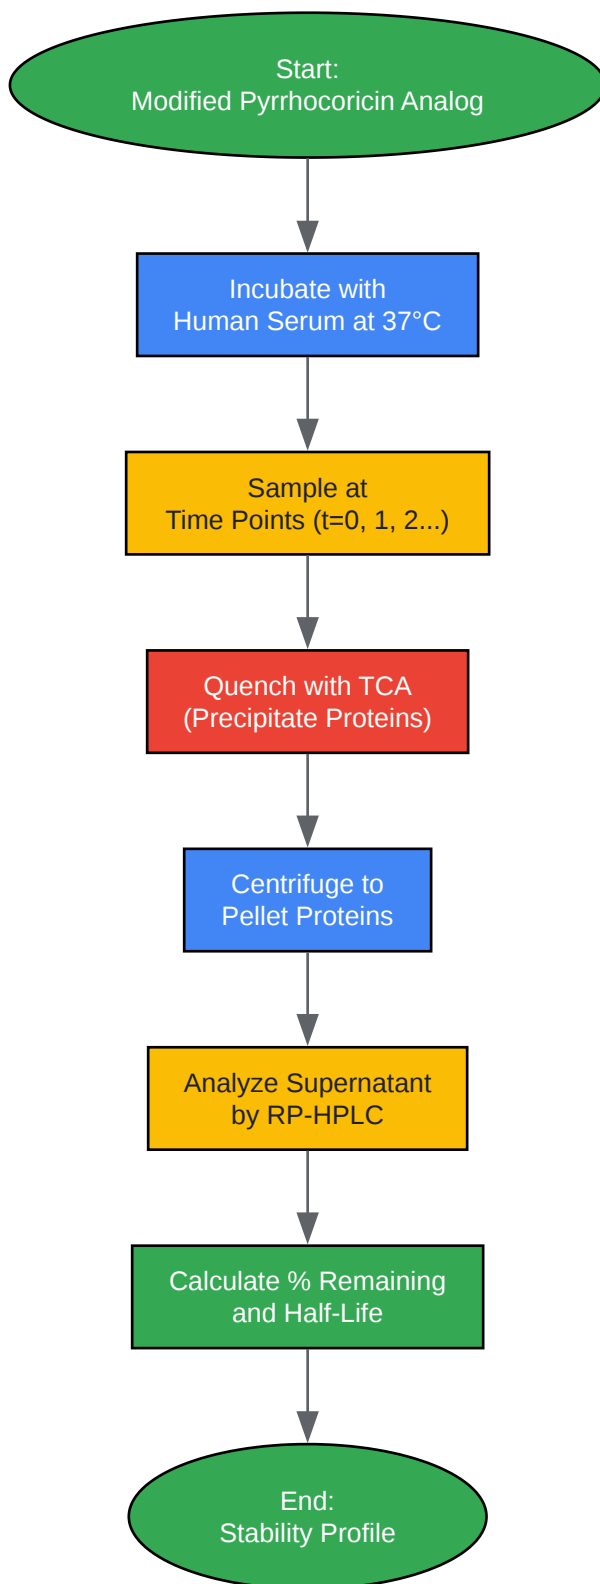 Start:
Modified Pyrrhocoricin Analog
Incubate with
Human Serum at 37°C
Sample at
Time Points (t=0, 1, 2...)
Quench with TCA
(Precipitate Proteins)
Centrifuge to
Pellet Proteins
Analyze Supernatant
by RP-HPLC
Calculate % Remaining
and Half-Life
End:
Stability Profile